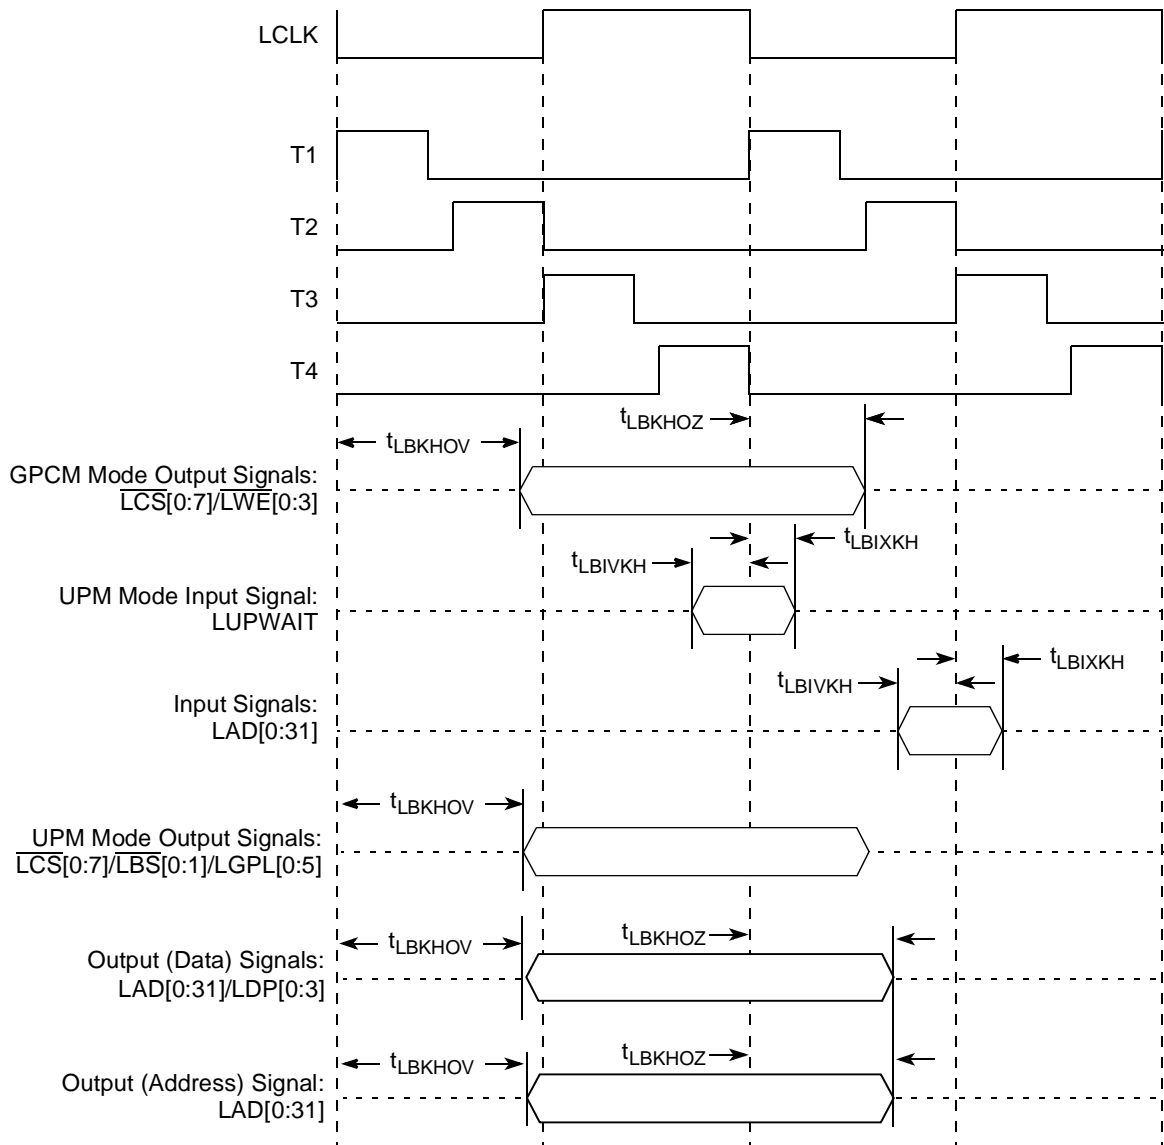 LCLK
T1
T2
T3
T4
tLBKHOZ
tLBKHOV
GPCM Mode Output Signals:
LCS[0:7]/LWE[0:3]
tLBIXKH
tLBIVKH
UPM Mode Input Signal:
LUPWAIT
tLBIXKH
tLBIVKH
Input Signals:
LAD[0:31]
tLBKHOV
UPM Mode Output Signals:
LCS[0:7]/LBS[0:1]/LGPL[0:5]
tLBKHOZ
tLBKHOV
Output (Data) Signals:
LAD[0:31]/LDP[0:3]
tLBKHOZ
tLBKHOV
Output (Address) Signal:
LAD[0:31]